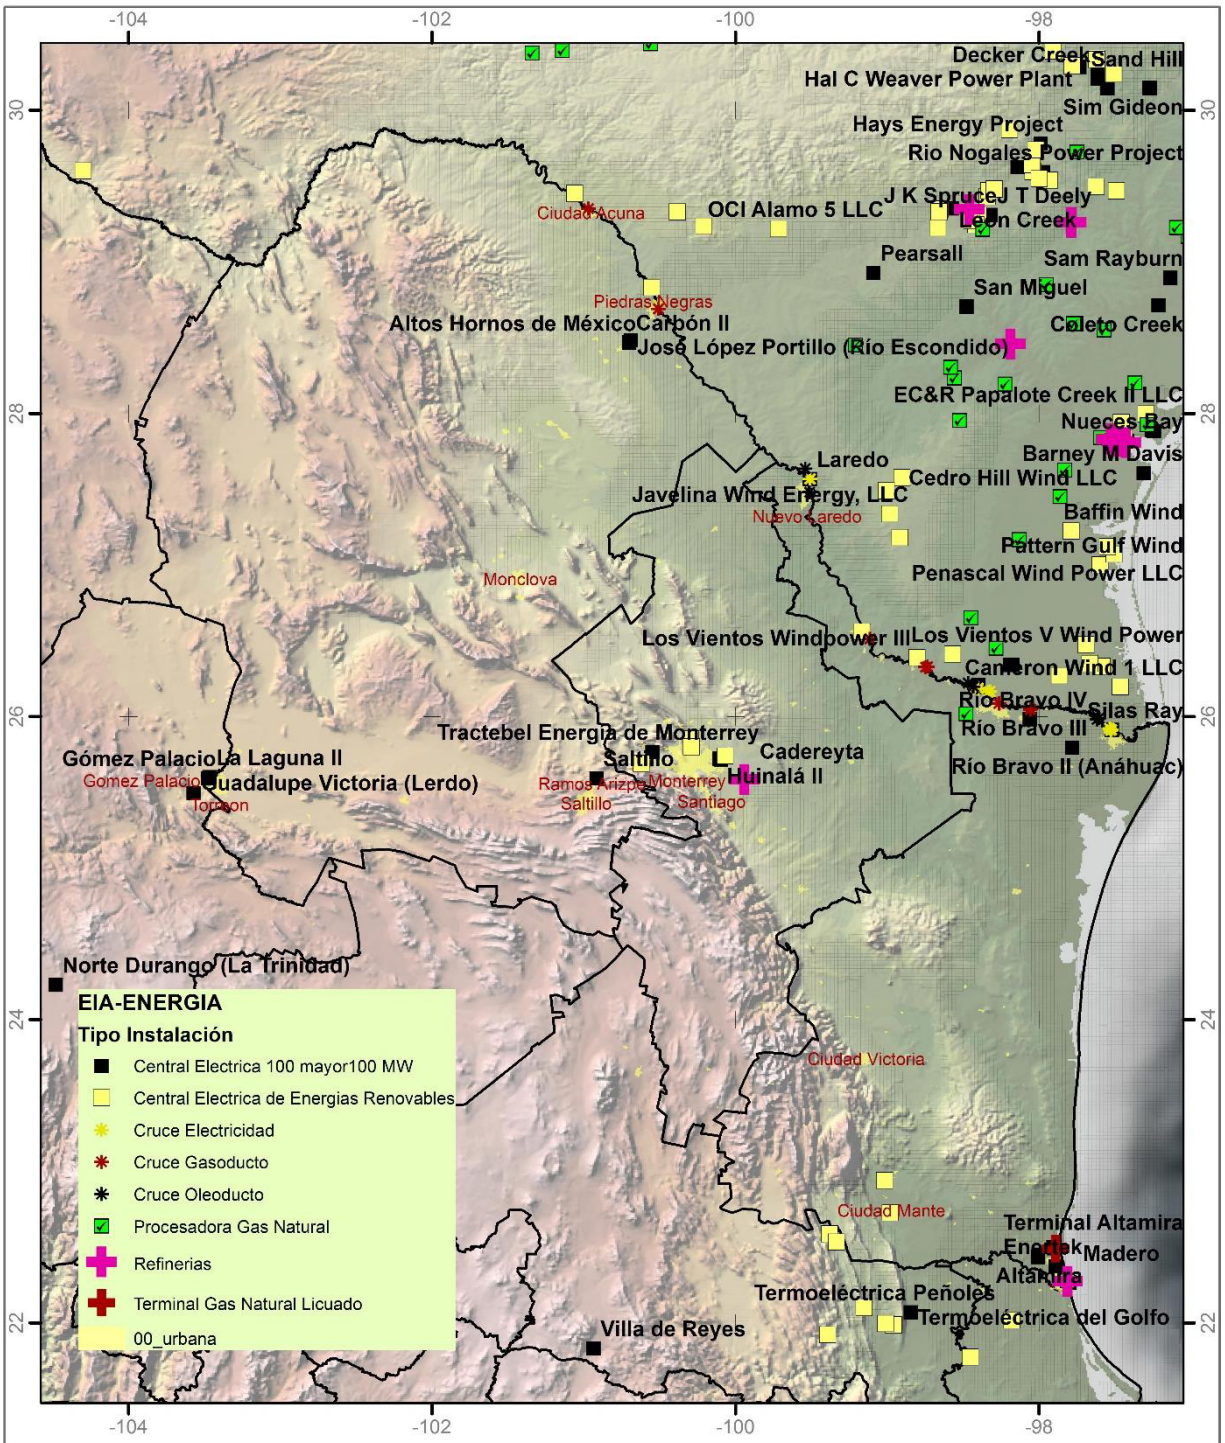 -104 -102 -100 -98
Decker Creek Sand Hill
Hal C Weaver Power Plant
30 30
Sim Gideon
Hays Energy Project
Rio Nogales Power Project
J K Spruce J T Deely
OCI Alamo 5 LLC
Ciudad Acuna
Leon Creek
Pearsall
Sam Rayburn
San Miguel
Piedras Negras
Altos Hornos de México Carbón II
Coleto Creek
José López Portillo (Río Escondido)
EC&R Papalote Creek II LLC
28 28
Nueces Bay
Barney M Davis
Laredo
Cedro Hill Wind LLC
Javelina Wind Energy, LLC
Nuevo Laredo
Baffin Wind
Pattern Gulf Wind
Penascal Wind Power LLC
Monclova
Los Vientos Windpower III Los Vientos V Wind Power
Cameron Wind 1 LLC
Río Bravo IV
Silas Ray
26 26
Río Bravo III
Tractebel Energía de Monterrey
Cadereyta
Gómez Palacio La Laguna II
Saltillo
Río Bravo II (Anáhuac)
Huinalá II
Gomez Palacio
Guadalupe Victoria (Lerdo)
Ramos Arizpe Monterrey
Torreon
Saltillo
Santiago
Norte Durango (La Trinidad)
EIA-ENERGIA
24 24
Tipo Instalación
Central Electrica 100 mayor100 MW
Central Electrica de Energias Renovables
Cruce Electricidad
Cruce Gasoducto
Cruce Oleoducto
Procesadora Gas Natural
Refinerias
Terminal Gas Natural Licuado
00_urbana
Ciudad Victoria
Ciudad Mante
Terminal Altamira
Enertek
Madero
Altamira
Termoeléctrica Peñoles
Termoeléctrica del Golfo
22 22
Villa de Reyes
-104 -102 -100 -98